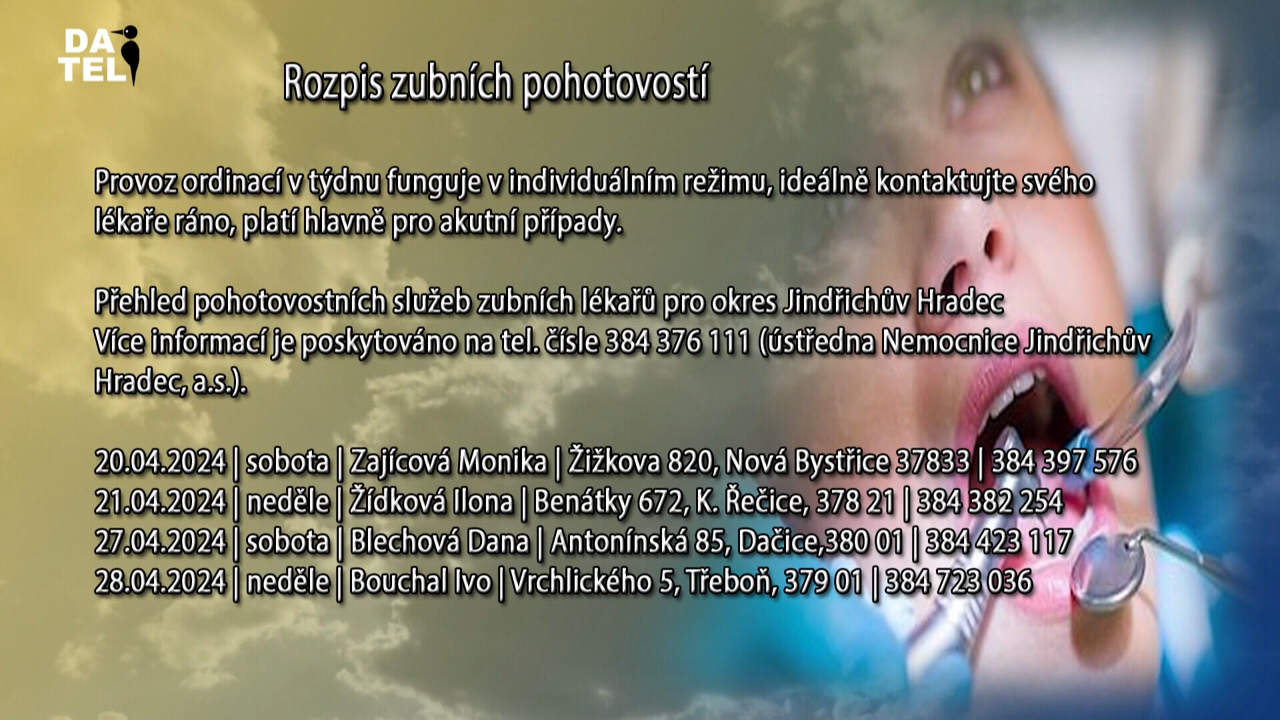 DA
TEL
Rozpis zubních pohotovostí
Provoz ordinací v týdnu funguje v individuálním režimu, ideálně kontaktujte svého
lékaře ráno, platí hlavně pro akutní případy.
Přehled pohotovostních služeb zubních lékařů pro okres Jindřichův Hradec
Více informací je poskytováno na tel. čísle 384 376 111 (ústředna Nemocnice Jindřichův
Hradec, a.s.).
20.04.2024 | sobota | Zajícová Monika | Žižkova 820, Nová Bystřice 37833 | 384 397 576
21.04.2024 | neděle | Žídková Ilona | Benátky 672, K. Řečice, 378 21 | 384 382 254
27.04.2024 | sobota | Blechová Dana | Antonínská 85, Dačice,380 01 | 384 423 117
28.04.2024 | neděle | Bouchal Ivo | Vrchlického 5, Třeboň, 379 01 | 384 723 036